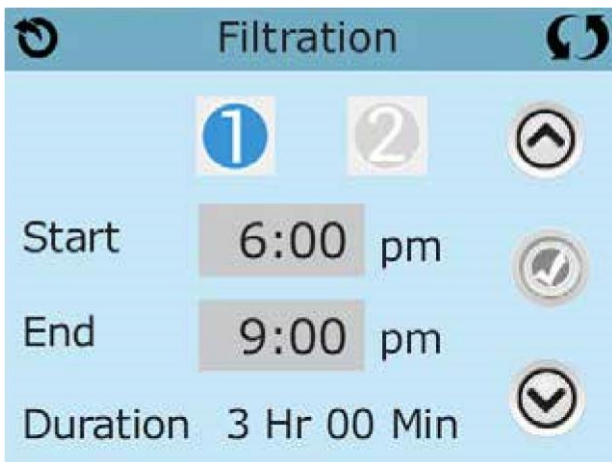 Filtration
1 2
Start 6:00 pm
End 9:00 pm
Duration 3 Hr 00 Min